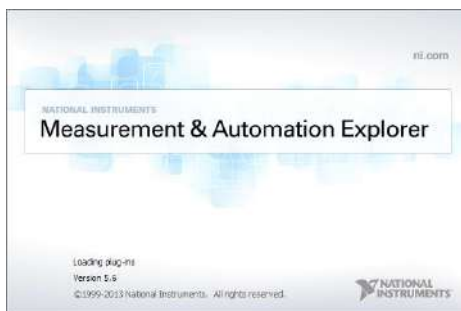 ni.com
NATIONAL INSTRUMENTS
Measurement & Automation Explorer
Loading plug-ins
Version 5.6
©1999-2013 National Instruments. All rights reserved.
NATIONAL
INSTRUMENTS